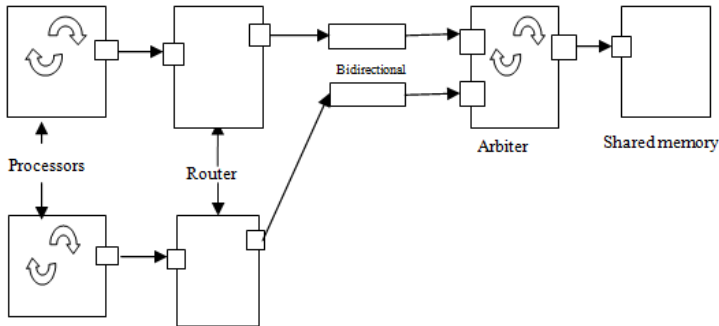 Bidirectional
Arbiter
Shared memory
Processors
Router